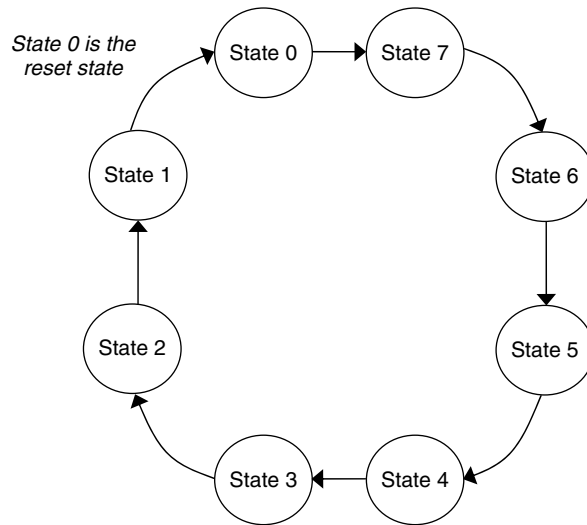 State 0 is the
reset state
State 0
State 7
State 6
State 5
State 4
State 3
State 2
State 1